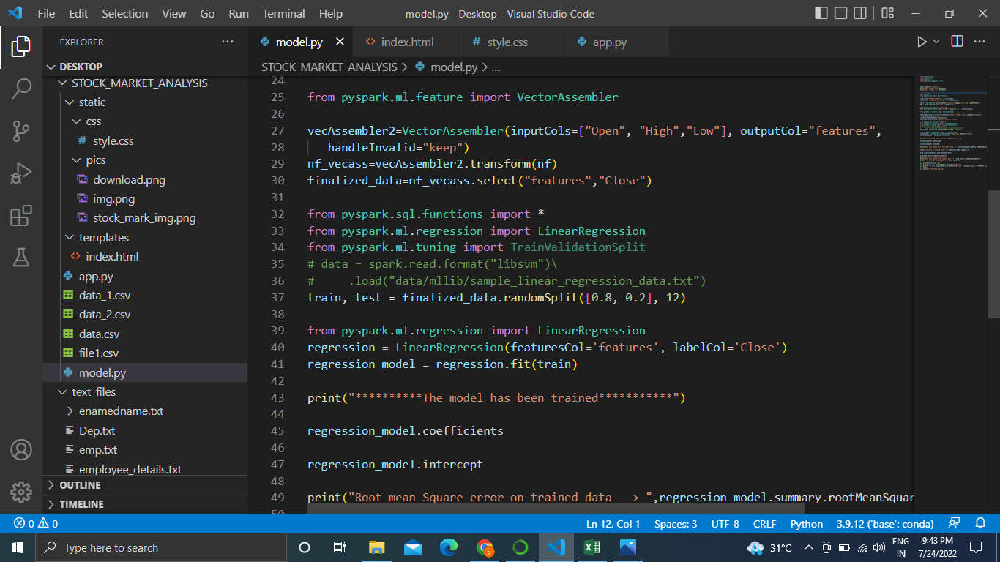 File Edit Selection View Go Run Terminal Help model.py - Desktop - Visual Studio Code
EXPLORER
DESKTOP
STOCK_MARKET_ANALYSIS
static
css
# style.css
pics
download.png
img.png
stock_mark_img.png
templates
<> index.html
app.py
data_1.csv
data_2.csv
data.csv
file1.csv
model.py
text_files
enamedname.txt
Dep.txt
emp.txt
employee_details.txt
OUTLINE
TIMELINE
model.py <> index.html # style.css app.py
STOCK_MARKET_ANALYSIS > model.py > ...
24
25 from pyspark.ml.feature import VectorAssembler
26
27 vecAssembler2=VectorAssembler(inputCols=["Open", "High","Low"], outputCol="features",
28 handleInvalid="keep")
29 nf_vecass=vecAssembler2.transform(nf)
30 finalized_data=nf_vecass.select("features","Close")
31
32 from pyspark.sql.functions import *
33 from pyspark.ml.regression import LinearRegression
34 from pyspark.ml.tuning import TrainValidationSplit
35 # data = spark.read.format("libsvm")\
36 #     .load("data/mllib/sample_linear_regression_data.txt")
37 train, test = finalized_data.randomSplit([0.8, 0.2], 12)
38
39 from pyspark.ml.regression import LinearRegression
40 regression = LinearRegression(featuresCol='features', labelCol='Close')
41 regression_model = regression.fit(train)
42
43 print("**********The model has been trained***********")
44
45 regression_model.coefficients
46
47 regression_model.intercept
48
49 print("Root mean Square error on trained data --> ",regression_model.summary.rootMeanSquar
50
0 0 Ln 12, Col 1 Spaces: 3 UTF-8 CRLF Python 3.9.12 ('base': conda)
Type here to search 31°C ENG IN 9:43 PM 7/24/2022